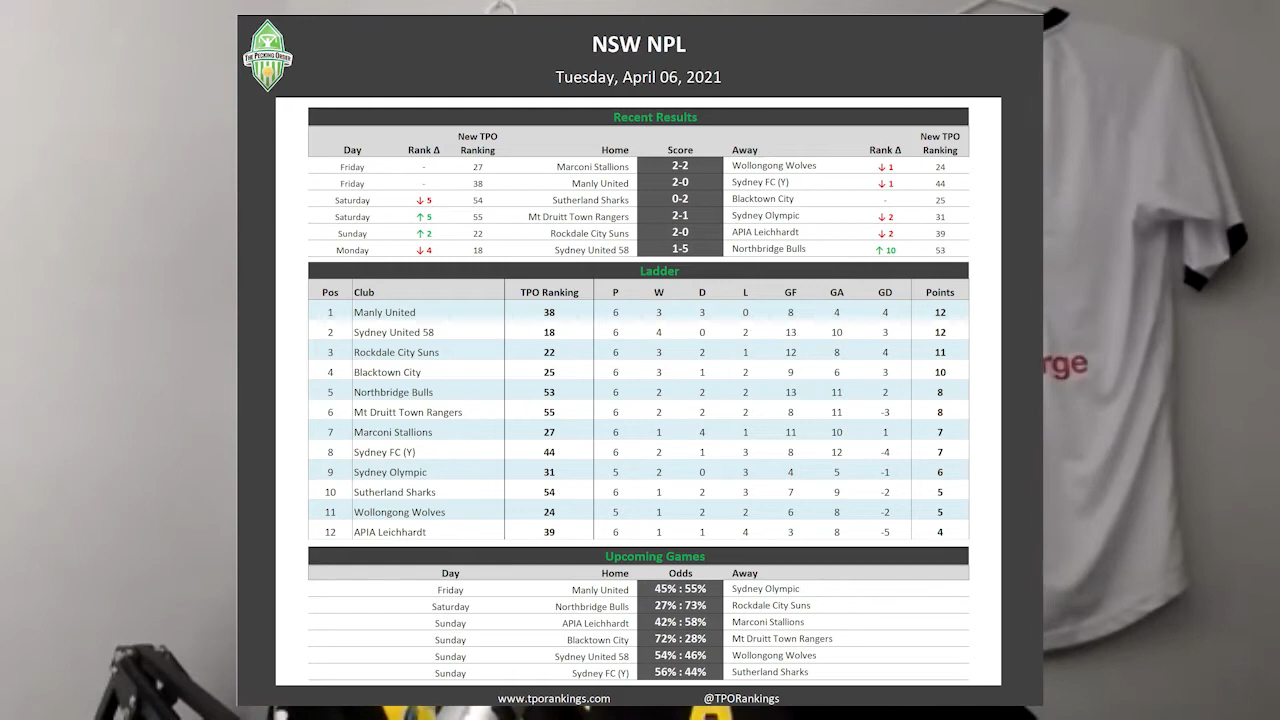 NSW NPL
THE PECKING ORDER
Tuesday, April 06, 2021
Recent Results
Day Rank Δ New TPO Ranking Home Score Away Rank Δ New TPO Ranking
Friday - 27 Marconi Stallions 2-2 Wollongong Wolves ↓ 1 24
Friday - 38 Manly United 2-0 Sydney FC (Y) ↓ 1 44
Saturday ↓ 5 54 Sutherland Sharks 0-2 Blacktown City - 25
Saturday ↑ 5 55 Mt Druitt Town Rangers 2-1 Sydney Olympic ↓ 2 31
Sunday ↑ 2 22 Rockdale City Suns 2-0 APIA Leichhardt ↓ 2 39
Monday ↓ 4 18 Sydney United 58 1-5 Northbridge Bulls ↑ 10 53
Ladder
Pos Club TPO Ranking P W D L GF GA GD Points
1 Manly United 38 6 3 3 0 8 4 4 12
2 Sydney United 58 18 6 4 0 2 13 10 3 12
3 Rockdale City Suns 22 6 3 2 1 12 8 4 11
4 Blacktown City 25 6 3 1 2 9 6 3 10
5 Northbridge Bulls 53 6 2 2 2 13 11 2 8
6 Mt Druitt Town Rangers 55 6 2 2 2 8 11 -3 8
7 Marconi Stallions 27 6 1 4 1 11 10 1 7
8 Sydney FC (Y) 44 6 2 1 3 8 12 -4 7
9 Sydney Olympic 31 5 2 0 3 4 5 -1 6
10 Sutherland Sharks 54 6 1 2 3 7 9 -2 5
11 Wollongong Wolves 24 5 1 2 2 6 8 -2 5
12 APIA Leichhardt 39 6 1 1 4 3 8 -5 4
Upcoming Games
Day Home Odds Away
Friday Manly United 45% : 55% Sydney Olympic
Saturday Northbridge Bulls 27% : 73% Rockdale City Suns
Sunday APIA Leichhardt 42% : 58% Marconi Stallions
Sunday Blacktown City 72% : 28% Mt Druitt Town Rangers
Sunday Sydney United 58 54% : 46% Wollongong Wolves
Sunday Sydney FC (Y) 56% : 44% Sutherland Sharks
www.tporankings.com @TPORankings
rge